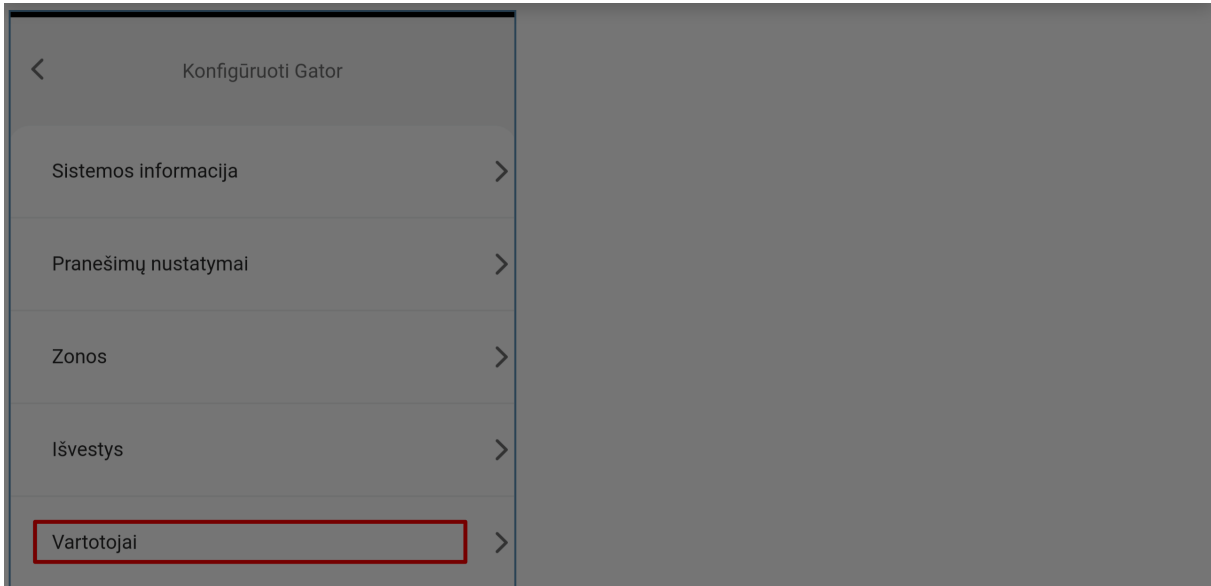 Konfigūruoti Gator
Sistemos informacija
Pranešimų nustatymai
Zonos
Išvestys
Vartotojai